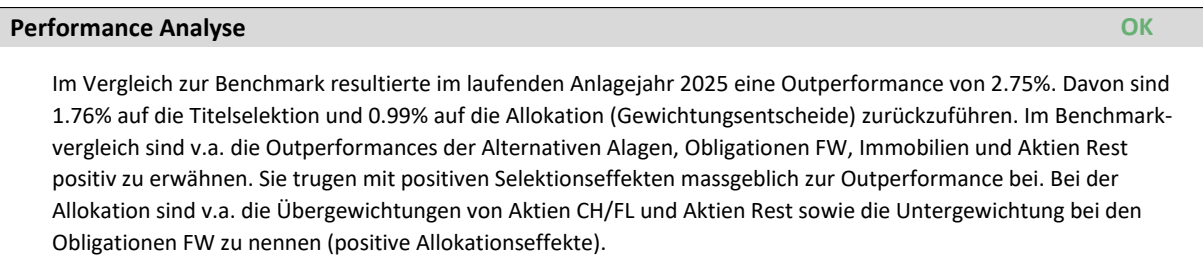 Performance Analyse OK
Im Vergleich zur Benchmark resultierte im laufenden Anlagejahr 2025 eine Outperformance von 2.75%. Davon sind
1.76% auf die Titelselektion und 0.99% auf die Allokation (Gewichtungsentscheide) zurückzuführen. Im Benchmark-
vergleich sind v.a. die Outperformances der Alternativen Alagen, Obligationen FW, Immobilien und Aktien Rest
positiv zu erwähnen. Sie trugen mit positiven Selektionseffekten massgeblich zur Outperformance bei. Bei der
Allokation sind v.a. die Übergewichtungen von Aktien CH/FL und Aktien Rest sowie die Untergewichtung bei den
Obligationen FW zu nennen (positive Allokationseffekte).